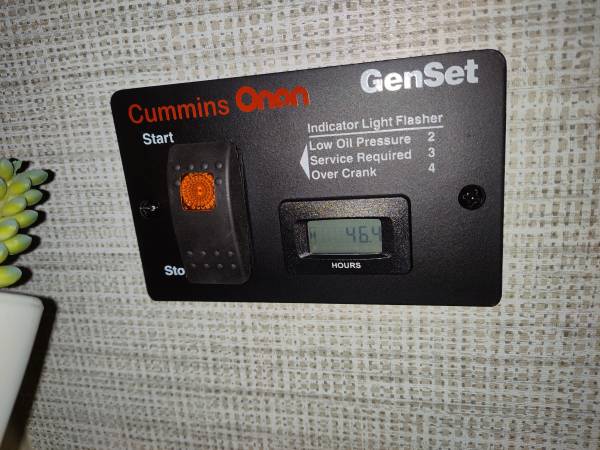 Cummins Onan
GenSet
Start
Indicator Light Flasher
Low Oil Pressure 2
Service Required 3
Over Crank 4
Sto
H 46.4
HOURS